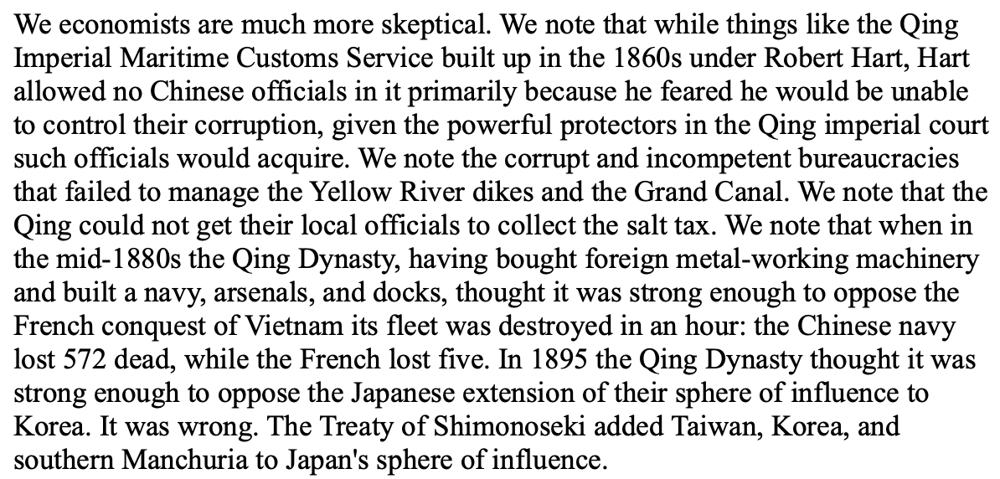 We economists are much more skeptical. We note that while things like the Qing
Imperial Maritime Customs Service built up in the 1860s under Robert Hart, Hart
allowed no Chinese officials in it primarily because he feared he would be unable
to control their corruption, given the powerful protectors in the Qing imperial court
such officials would acquire. We note the corrupt and incompetent bureaucracies
that failed to manage the Yellow River dikes and the Grand Canal. We note that the
Qing could not get their local officials to collect the salt tax. We note that when in
the mid-1880s the Qing Dynasty, having bought foreign metal-working machinery
and built a navy, arsenals, and docks, thought it was strong enough to oppose the
French conquest of Vietnam its fleet was destroyed in an hour: the Chinese navy
lost 572 dead, while the French lost five. In 1895 the Qing Dynasty thought it was
strong enough to oppose the Japanese extension of their sphere of influence to
Korea. It was wrong. The Treaty of Shimonoseki added Taiwan, Korea, and
southern Manchuria to Japan's sphere of influence.